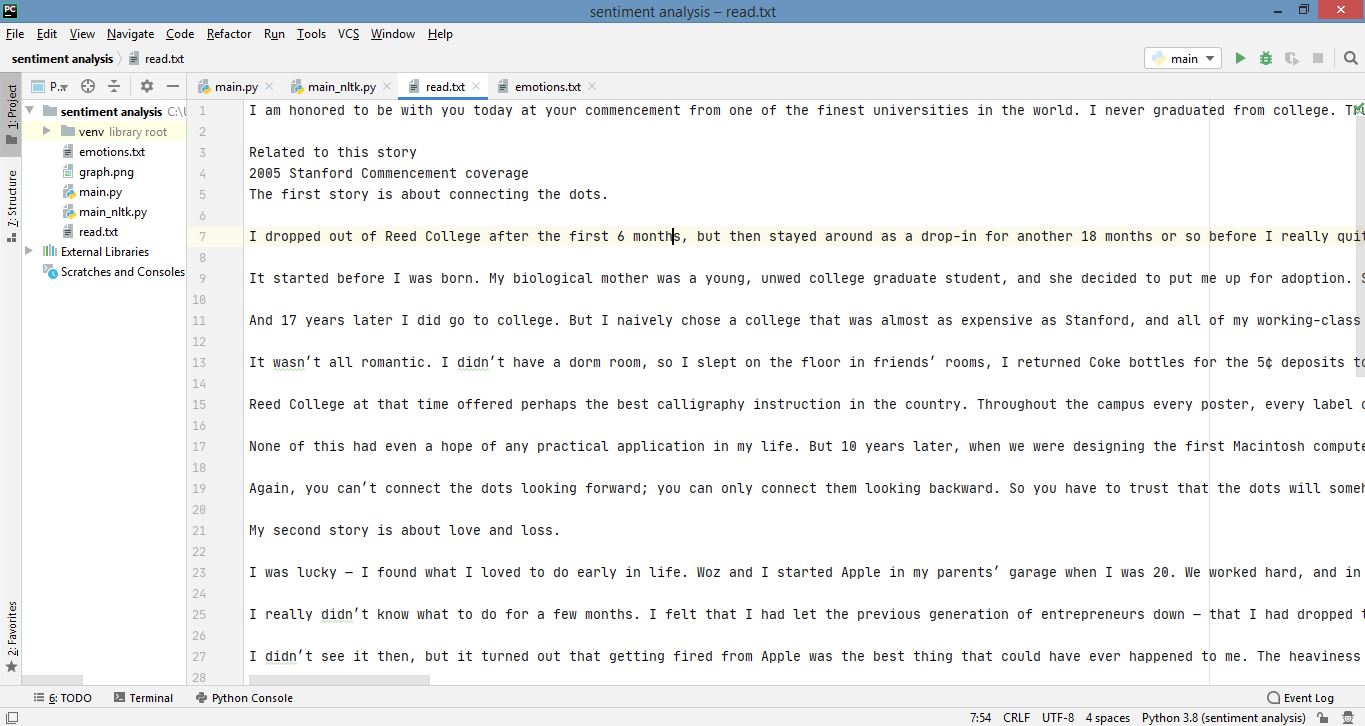 PC
sentiment analysis – read.txt
File Edit View Navigate Code Refactor Run Tools VCS Window Help
sentiment analysis read.txt
main
P..
main.py
main_nltk.py
read.txt
emotions.txt
1: Project
7: Structure
2: Favorites
sentiment analysis C:\
venv library root
emotions.txt
graph.png
main.py
main_nltk.py
read.txt
External Libraries
Scratches and Consoles
1 I am honored to be with you today at your commencement from one of the finest universities in the world. I never graduated from college.
2
3 Related to this story
4 2005 Stanford Commencement coverage
5 The first story is about connecting the dots.
6
7 I dropped out of Reed College after the first 6 months, but then stayed around as a drop-in for another 18 months or so before I really quit
8
9 It started before I was born. My biological mother was a young, unwed college graduate student, and she decided to put me up for adoption. S
10
11 And 17 years later I did go to college. But I naively chose a college that was almost as expensive as Stanford, and all of my working-class
12
13 It wasn’t all romantic. I didn’t have a dorm room, so I slept on the floor in friends’ rooms, I returned Coke bottles for the 5¢ deposits to
14
15 Reed College at that time offered perhaps the best calligraphy instruction in the country. Throughout the campus every poster, every label o
16
17 None of this had even a hope of any practical application in my life. But 10 years later, when we were designing the first Macintosh compute
18
19 Again, you can’t connect the dots looking forward; you can only connect them looking backward. So you have to trust that the dots will someh
20
21 My second story is about love and loss.
22
23 I was lucky — I found what I loved to do early in life. Woz and I started Apple in my parents’ garage when I was 20. We worked hard, and in
24
25 I really didn’t know what to do for a few months. I felt that I had let the previous generation of entrepreneurs down — that I had dropped t
26
27 I didn’t see it then, but it turned out that getting fired from Apple was the best thing that could have ever happened to me. The heaviness
28
6: TODO Terminal Python Console Event Log
7:54 CRLF UTF-8 4 spaces Python 3.8 (sentiment analysis)